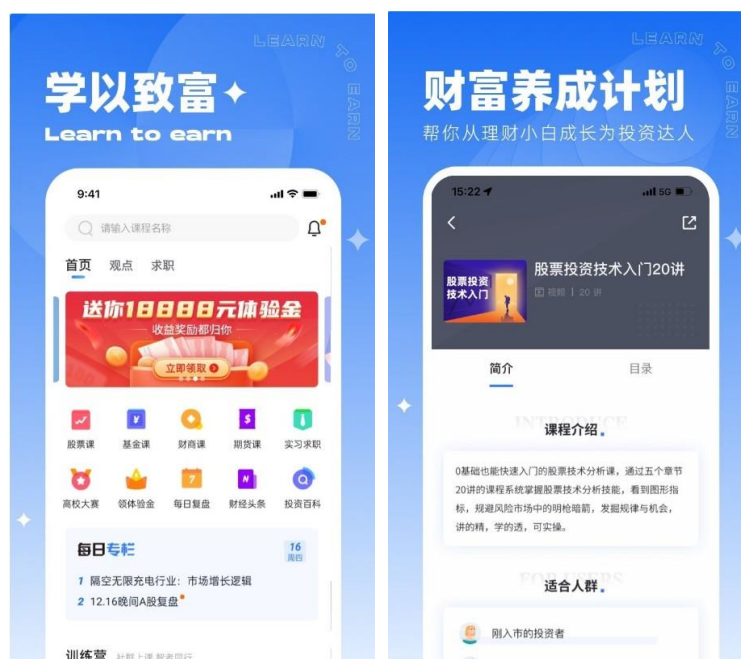 LEARN TO EARN
学以致富
Learn to earn
9:41
请输入课程名称
首页 观点 求职
送你18888元体验金
收益奖励都归你
立即领取
股票课 基金课 财商课 期货课 实习求职
高校大赛 领体验金 每日复盘 财经头条 投资百科
每日专栏
16
周四
1 隔空无限充电行业：市场增长逻辑
2 12.16晚间A股复盘
训练营
LEARN TO EARN
财富养成计划
帮你从理财小白成长为投资达人
15:22
5G
股票投资
技术入门
股票投资技术入门20讲
视频 | 20 讲
简介 目录
INTRODUCE
课程介绍
0基础也能快速入门的股票技术分析课，通过五个章节
20讲的课程系统掌握股票技术分析技能，看到图形指
标，规避风险市场中的明枪暗箭，发掘规律与机会，
讲的精，学的透，可实操。
FOR USERS
适合人群
刚入市的投资者